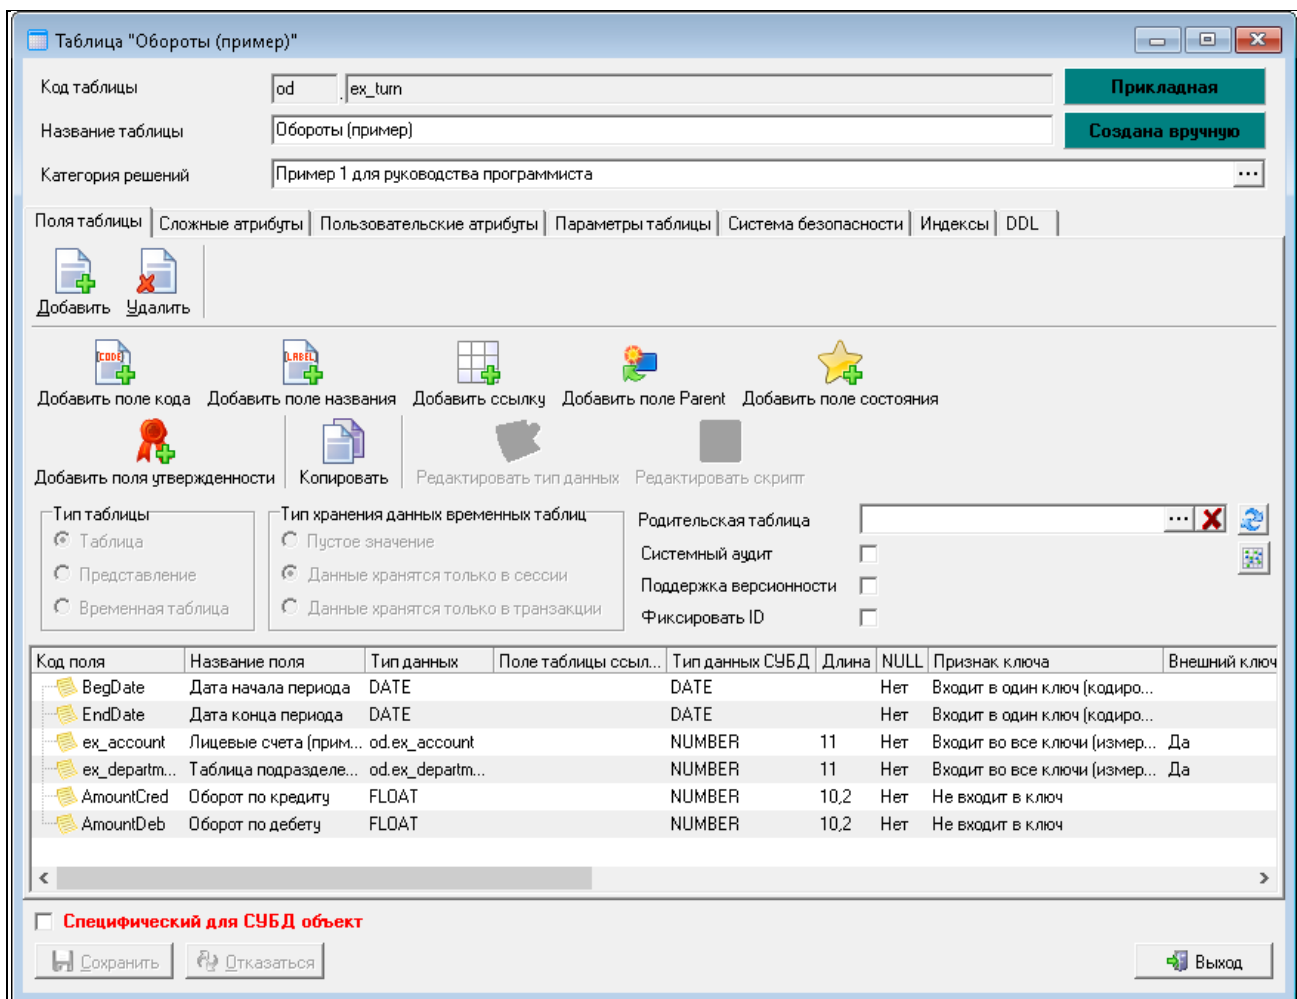 Таблица "Обороты (пример)"
Код таблицы od . ex_turn Прикладная
Название таблицы Обороты (пример) Создана вручную
Категория решений Пример 1 для руководства программиста ...
Поля таблицы Сложные атрибуты Пользовательские атрибуты Параметры таблицы Система безопасности Индексы DDL
Добавить Удалить
[CODE] [LABEL]
Добавить поле кода Добавить поле названия Добавить ссылку Добавить поле Parent Добавить поле состояния
Добавить поля утвержденности Копировать Редактировать тип данных Редактировать скрипт
Тип таблицы Тип хранения данных временных таблиц Родительская таблица ...
Таблица Пустое значение Системный аудит
Представление Данные хранятся только в сессии Поддержка версионности
Временная таблица Данные хранятся только в транзакции Фиксировать ID
Код поля Название поля Тип данных Поле таблицы ссыл... Тип данных СУБД Длина NULL Признак ключа Внешний ключ
BegDate Дата начала периода DATE DATE Нет Входит в один ключ (кодиро...
EndDate Дата конца периода DATE DATE Нет Входит в один ключ (кодиро...
ex_account Лицевые счета (прим... od.ex_account NUMBER 11 Нет Входит во все ключи (измер... Да
ex_departm... Таблица подразделе... od.ex_departm... NUMBER 11 Нет Входит во все ключи (измер... Да
AmountCred Оборот по кредиту FLOAT NUMBER 10,2 Нет Не входит в ключ
AmountDeb Оборот по дебету FLOAT NUMBER 10,2 Нет Не входит в ключ
Специфический для СУБД объект
Сохранить Отказаться Выход